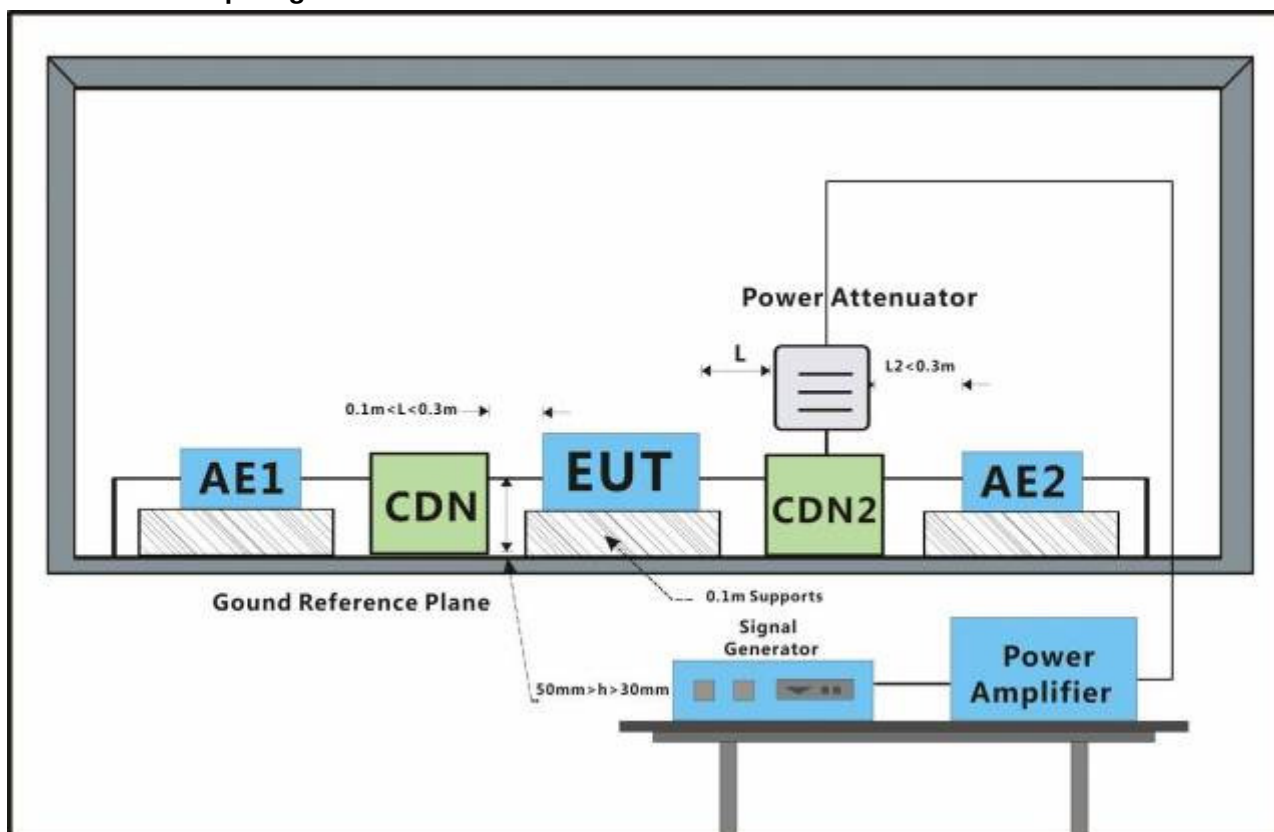 Power Attenuator
L
L2<0.3m
0.1m<L<0.3m
AE1
CDN
EUT
CDN2
AE2
Gound Reference Plane
0.1m Supports
Signal
Generator
50mm>h>30mm
Power
Amplifier